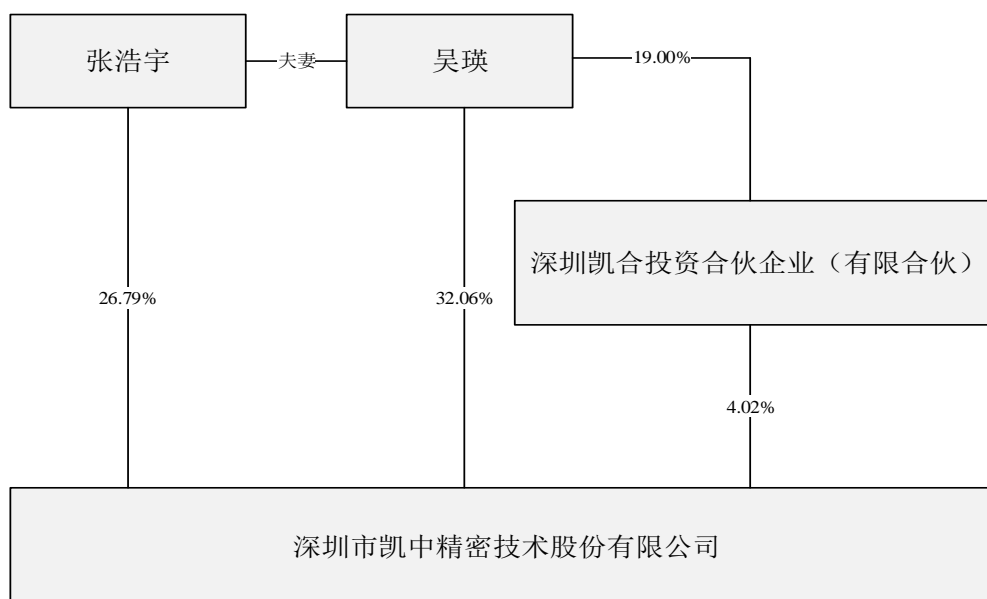 张浩宇
夫妻
吴瑛
19.00%
深圳凯合投资合伙企业（有限合伙）
26.79%
32.06%
4.02%
深圳市凯中精密技术股份有限公司